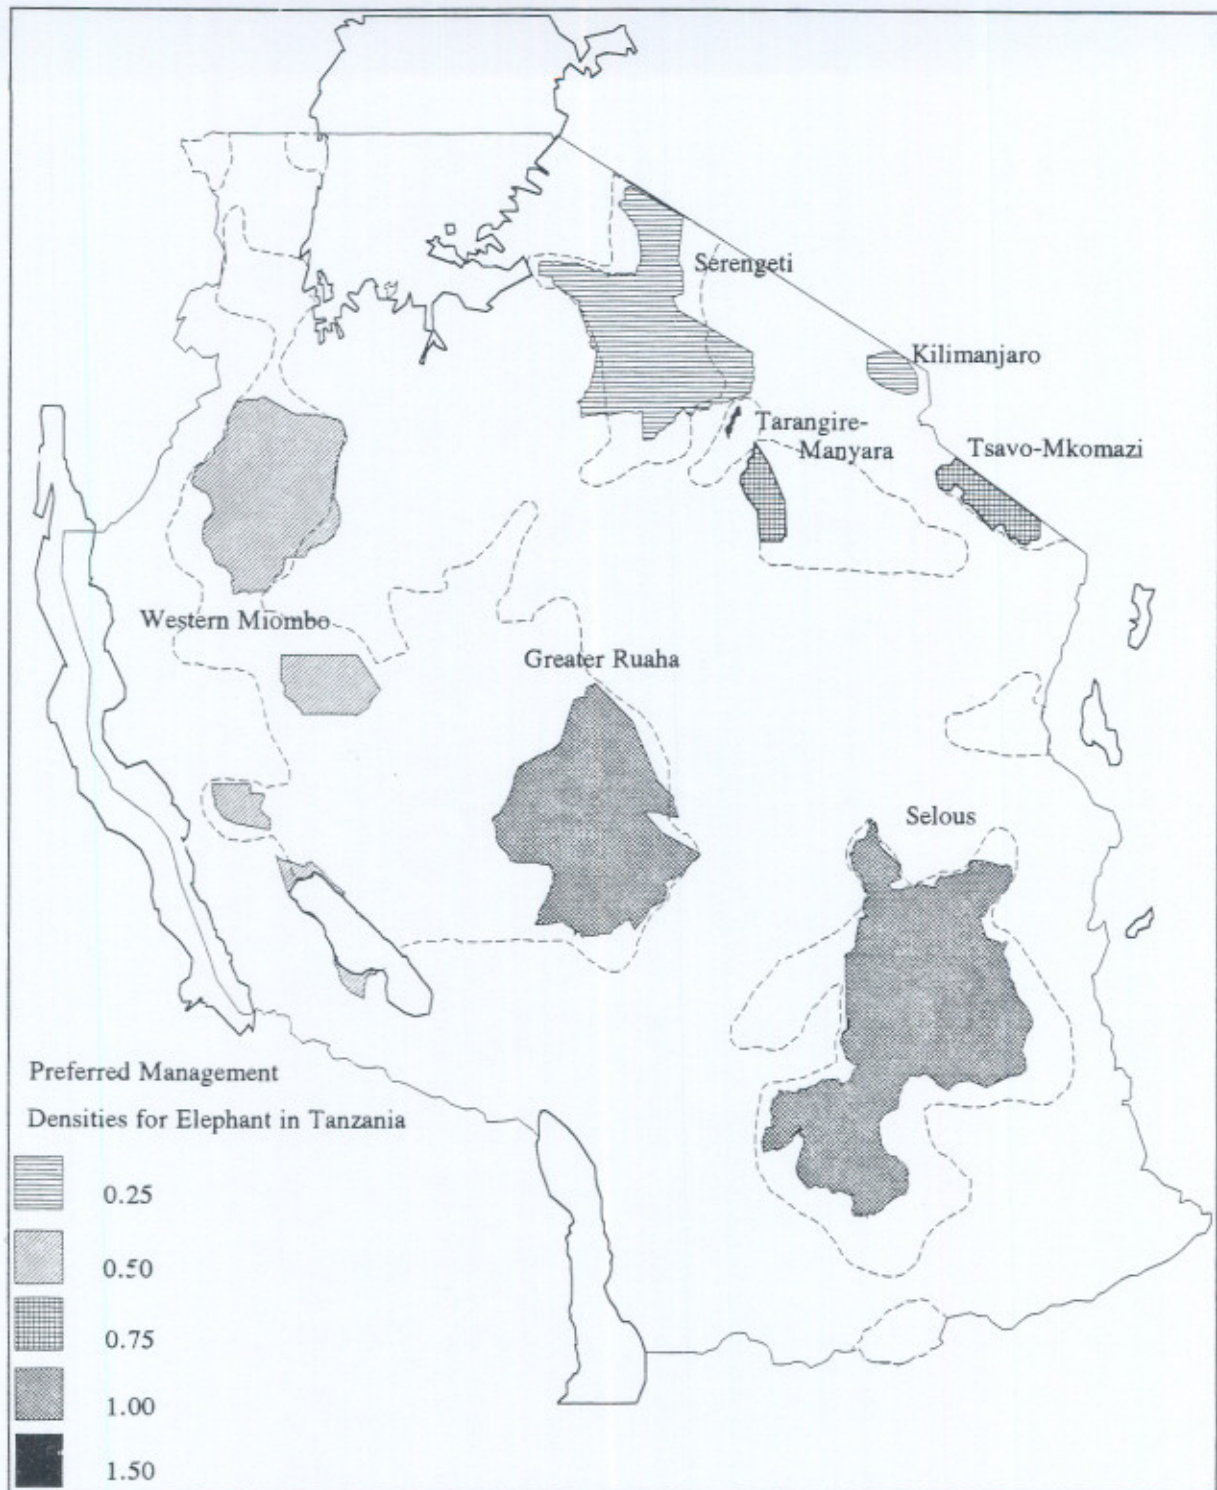 Serengeti
Kilimanjaro
Tarangire-
Manyara
Tsavo-Mkomazi
Western Miombo
Greater Ruaha
Selous
Preferred Management
Densities for Elephant in Tanzania
0.25
0.50
0.75
1.00
1.50